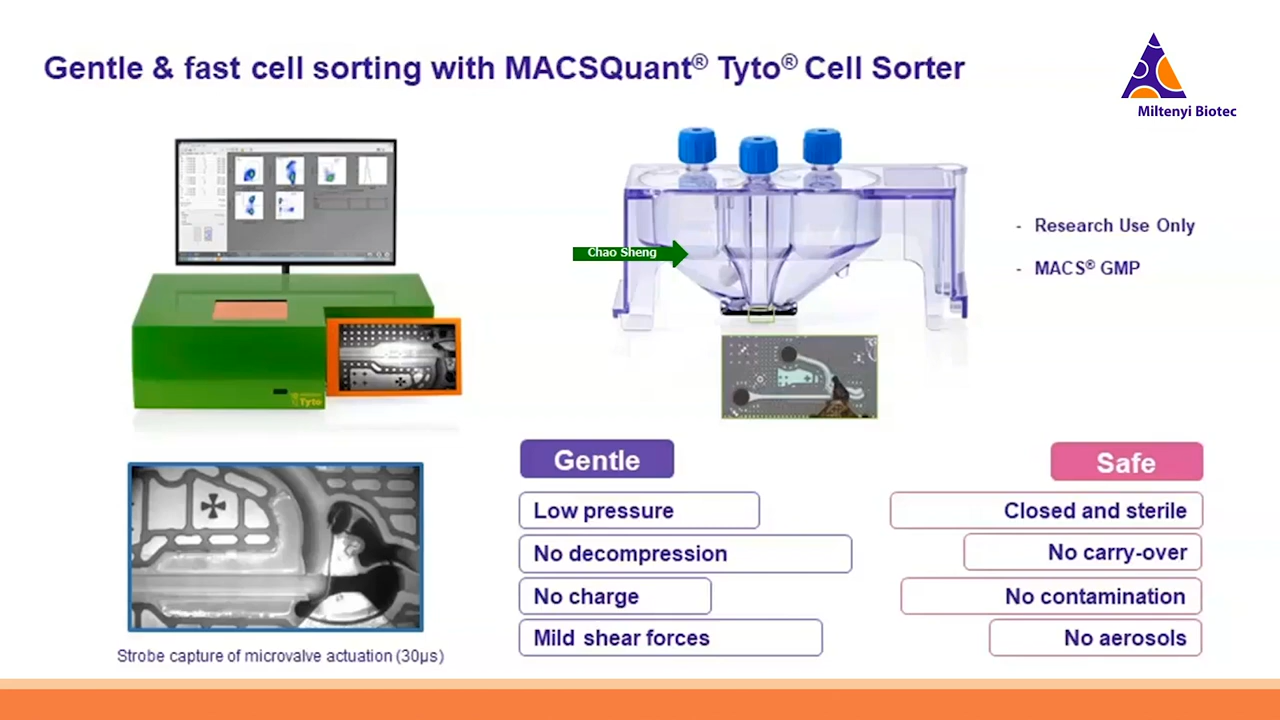 Gentle & fast cell sorting with MACSQuant® Tyto® Cell Sorter
Miltenyi Biotec
Chao Sheng
- Research Use Only
- MACS® GMP
Tyto
Gentle
Low pressure
No decompression
No charge
Mild shear forces
Safe
Closed and sterile
No carry-over
No contamination
No aerosols
Strobe capture of microvalve actuation (30µs)